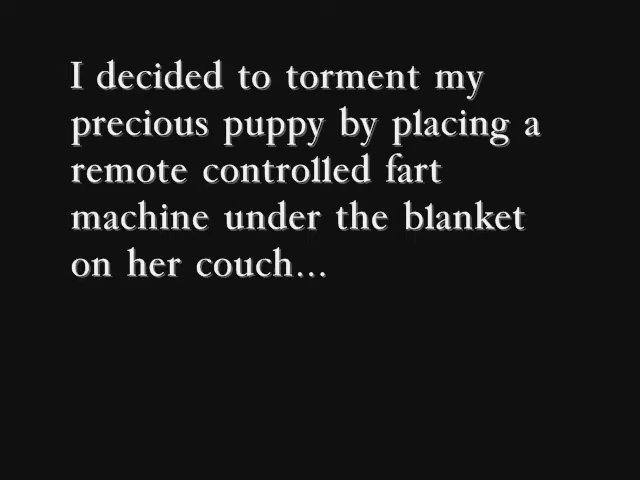 I decided to torment my
precious puppy by placing a
remote controlled fart
machine under the blanket
on her couch...